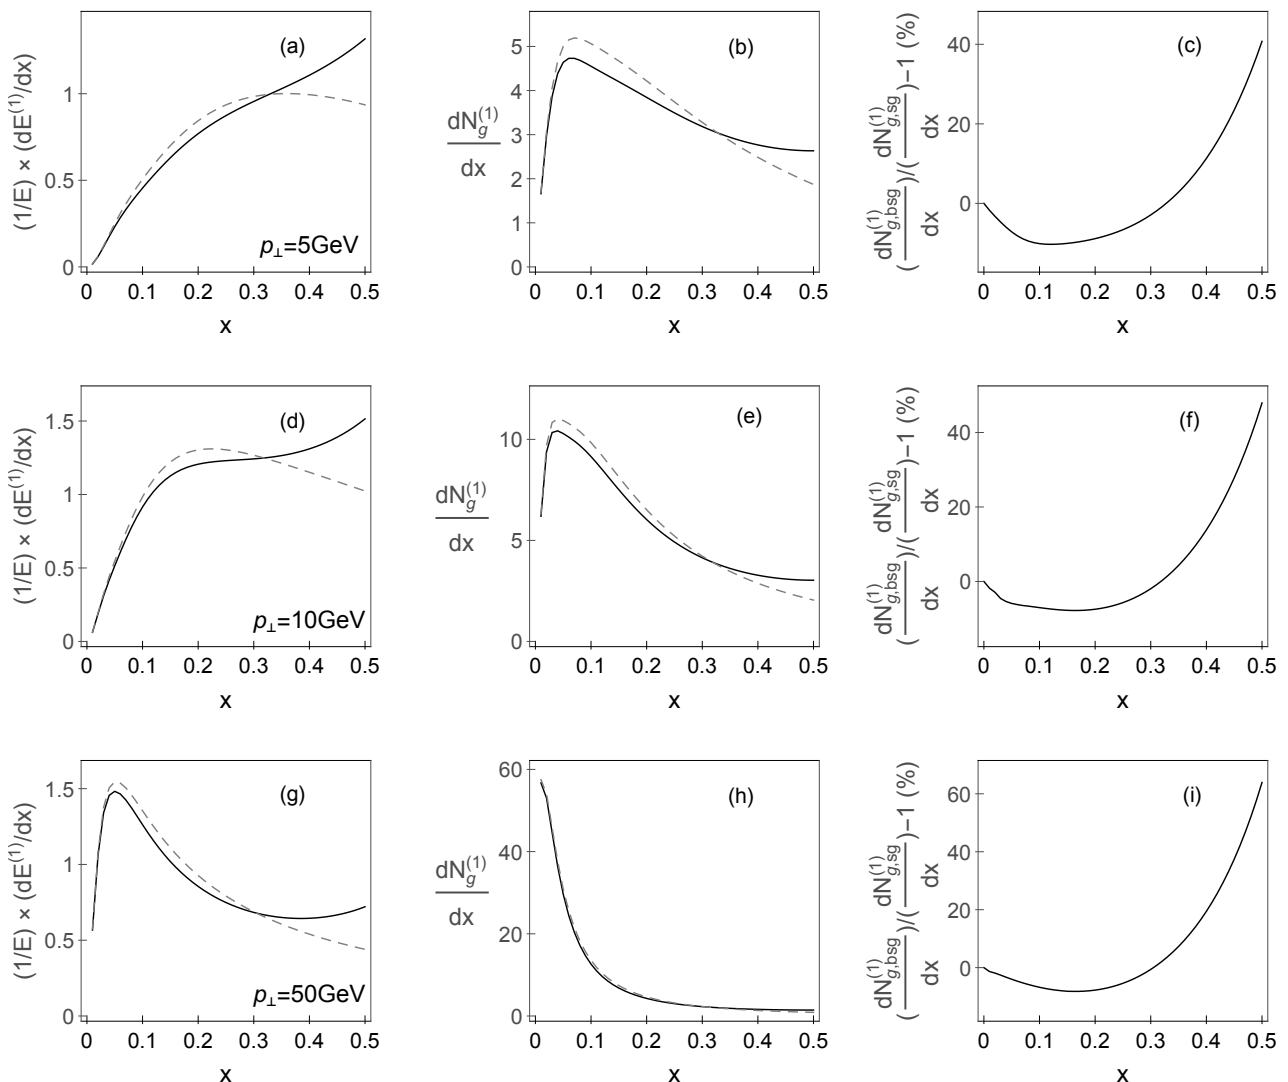 (a)
(1/E) × (dE^(1)/dx)
1
0.5
0
p⊥=5GeV
0 0.1 0.2 0.3 0.4 0.5
x
(b)
dN_g^(1)
dx
5
4
3
2
1
0
0 0.1 0.2 0.3 0.4 0.5
x
(c)
(dN_g,bsg^(1)/dx)/(dN_g,sg^(1)/dx)−1 (%)
40
20
0
0 0.1 0.2 0.3 0.4 0.5
x
(d)
(1/E) × (dE^(1)/dx)
1.5
1
0.5
0
p⊥=10GeV
0 0.1 0.2 0.3 0.4 0.5
x
(e)
dN_g^(1)
dx
10
5
0
0 0.1 0.2 0.3 0.4 0.5
x
(f)
(dN_g,bsg^(1)/dx)/(dN_g,sg^(1)/dx)−1 (%)
40
20
0
0 0.1 0.2 0.3 0.4 0.5
x
(g)
(1/E) × (dE^(1)/dx)
1.5
1
0.5
0
p⊥=50GeV
0 0.1 0.2 0.3 0.4 0.5
x
(h)
dN_g^(1)
dx
60
40
20
0
0 0.1 0.2 0.3 0.4 0.5
x
(i)
(dN_g,bsg^(1)/dx)/(dN_g,sg^(1)/dx)−1 (%)
60
40
20
0
0 0.1 0.2 0.3 0.4 0.5
x